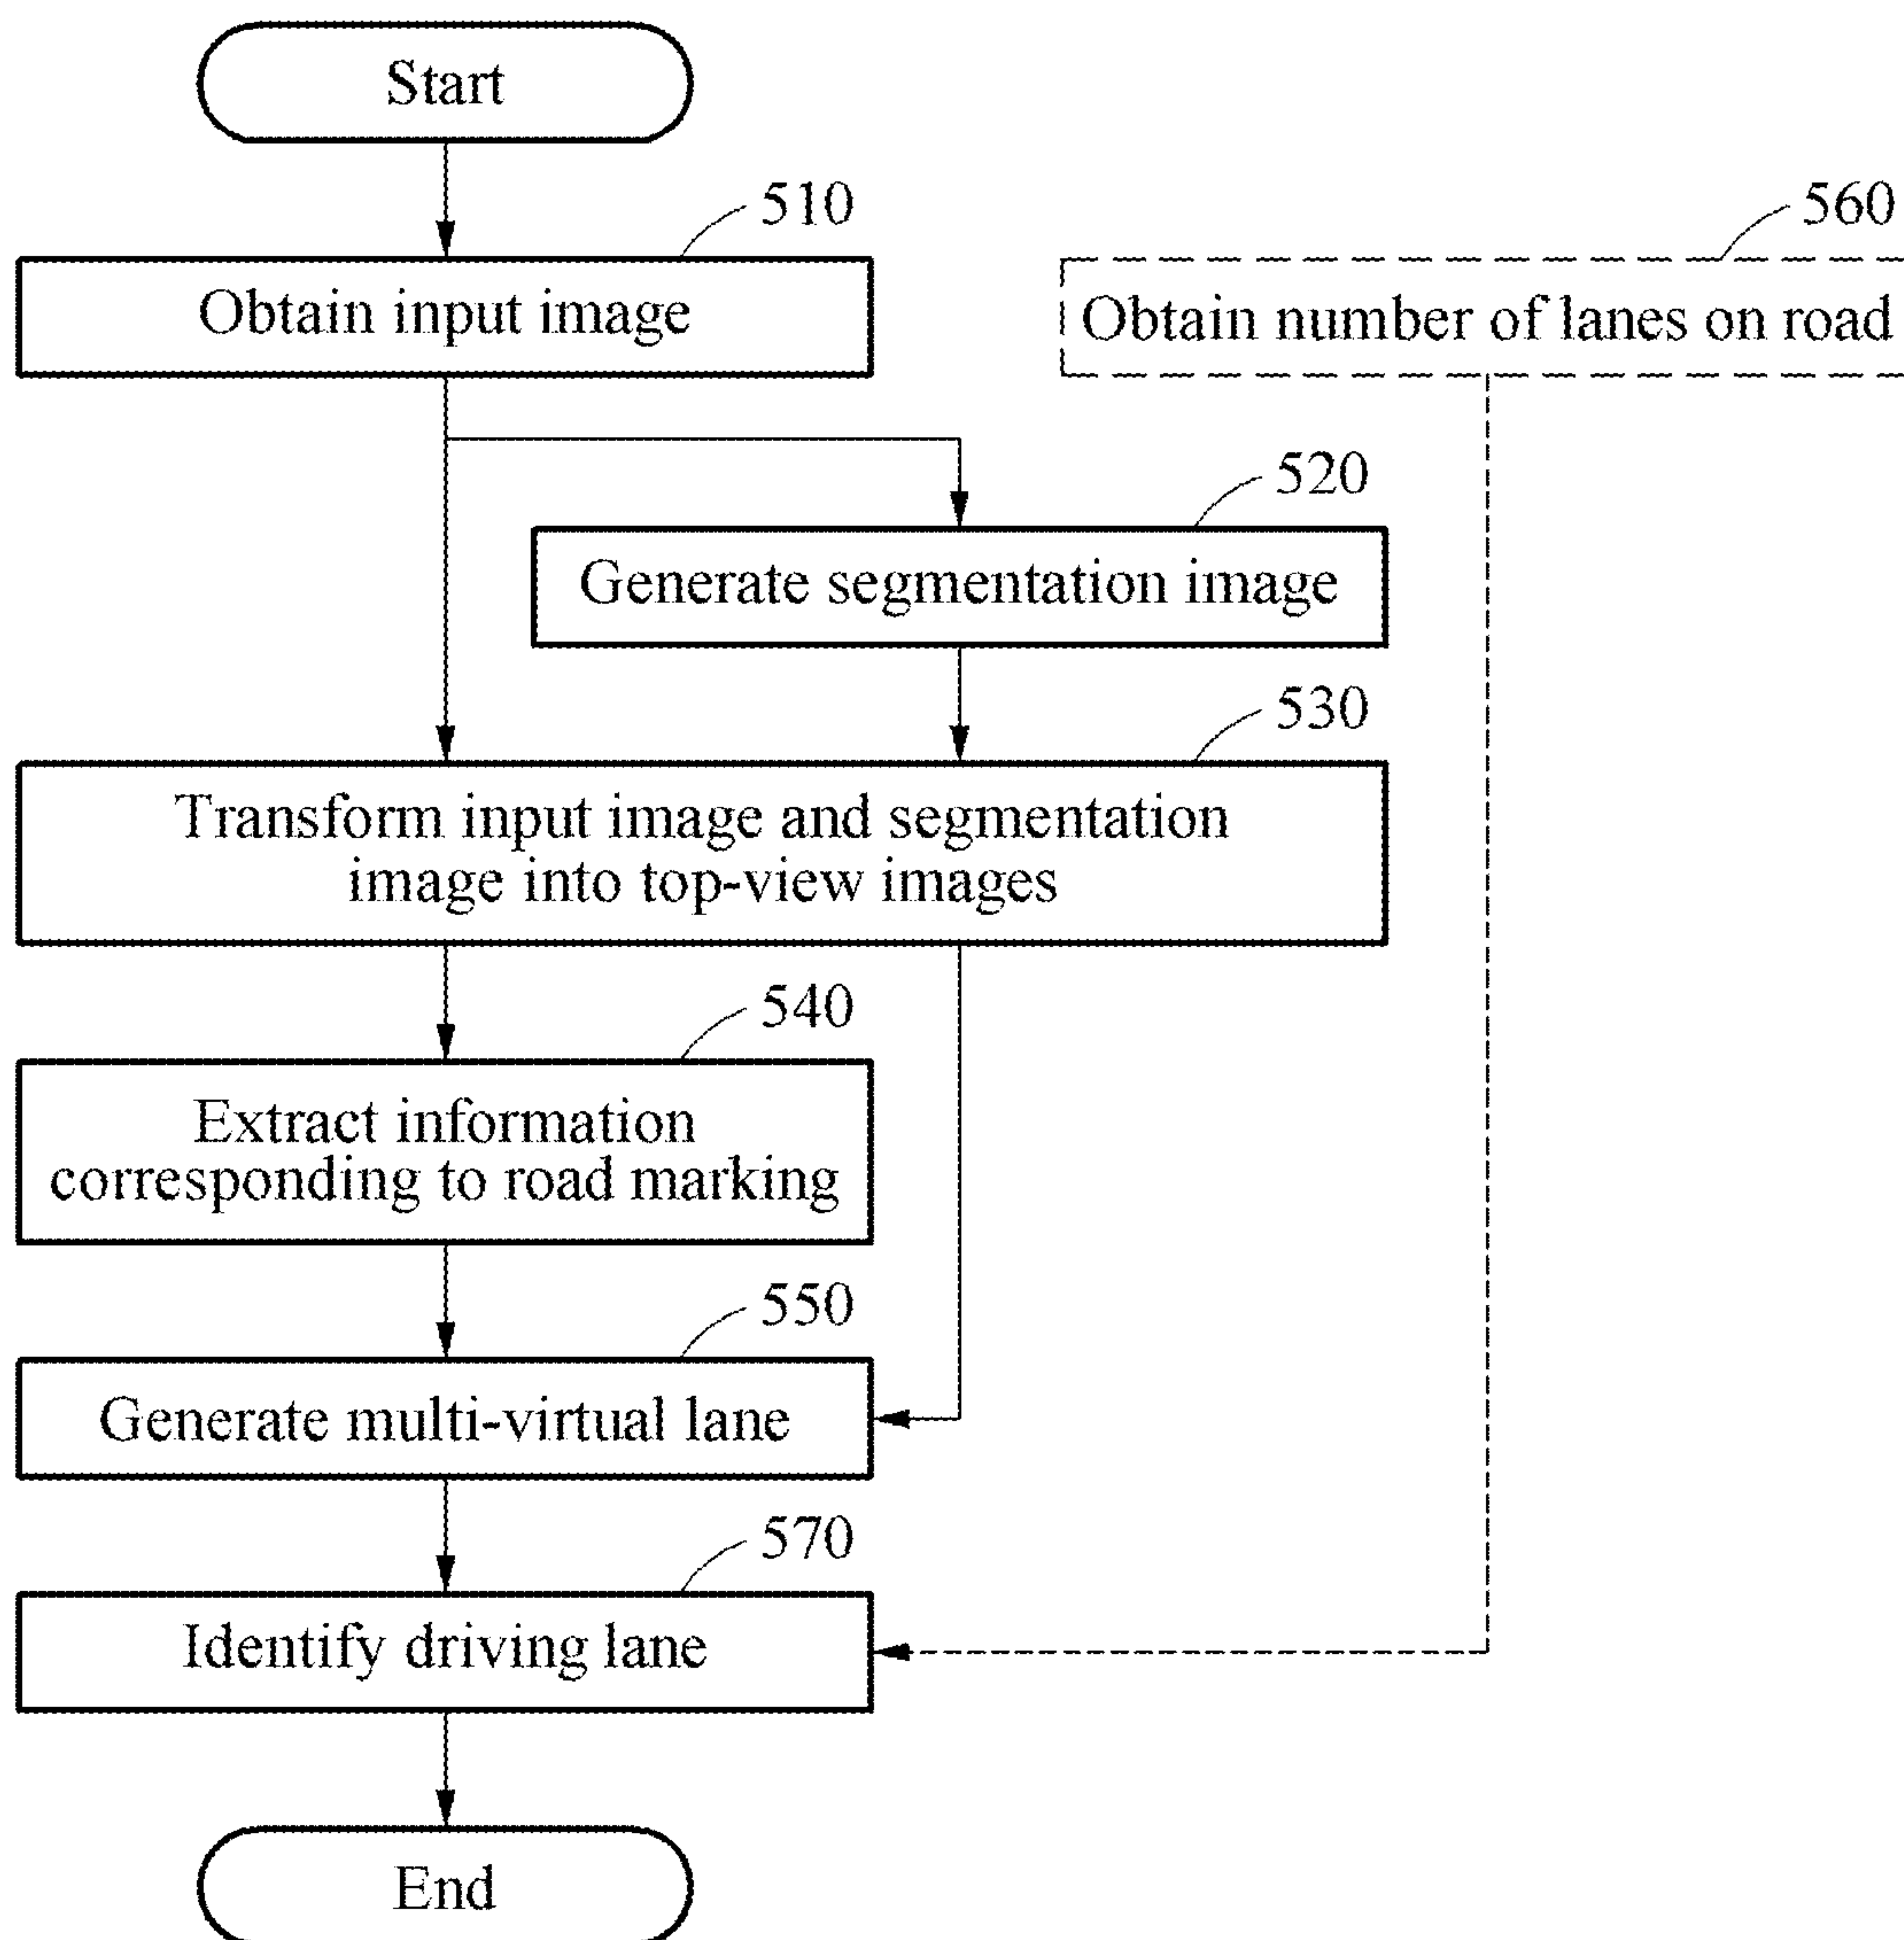 Start
510
560
Obtain input image
Obtain number of lanes on road
520
Generate segmentation image
530
Transform input image and segmentation
image into top-view images
540
Extract information
corresponding to road marking
550
Generate multi-virtual lane
570
Identify driving lane
End